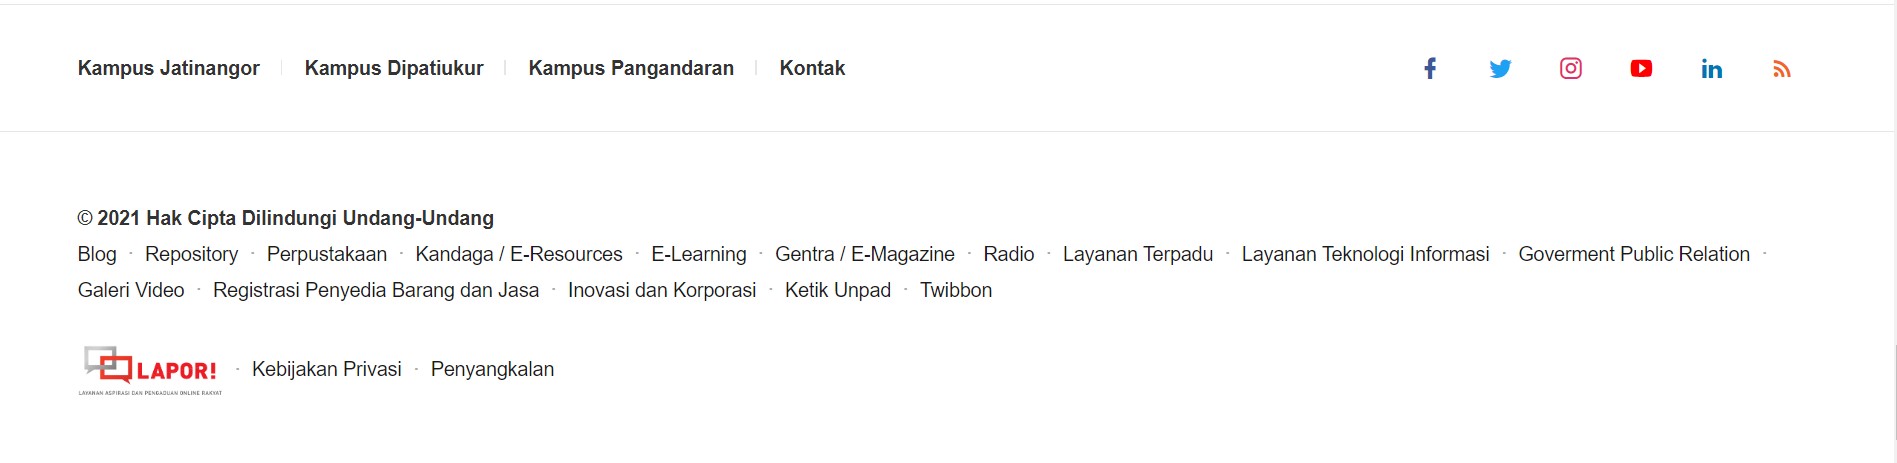 Kampus Jatinangor Kampus Dipatiukur Kampus Pangandaran Kontak
© 2021 Hak Cipta Dilindungi Undang-Undang
Blog · Repository · Perpustakaan · Kandaga / E-Resources · E-Learning · Gentra / E-Magazine · Radio · Layanan Terpadu · Layanan Teknologi Informasi · Goverment Public Relation ·
Galeri Video · Registrasi Penyedia Barang dan Jasa · Inovasi dan Korporasi · Ketik Unpad · Twibbon
LAPOR! · Kebijakan Privasi · Penyangkalan
LAYANAN ASPIRASI DAN PENGADUAN ONLINE RAKYAT